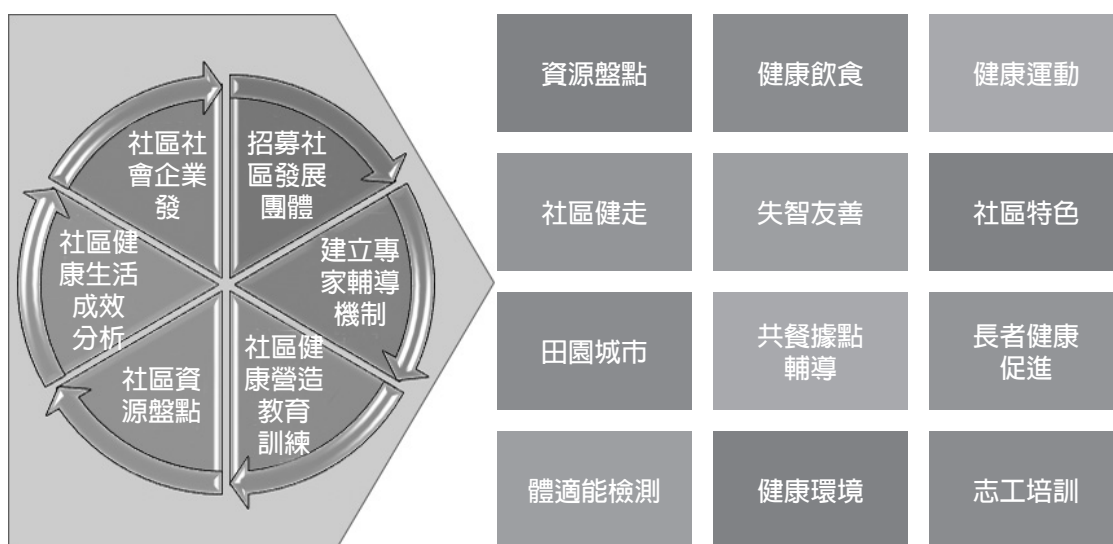 社區社
會企業
發
招募社
區發展
團體
建立專
家輔導
機制
社區健
康營造
教育
訓練
社區資
源盤點
社區健
康生活
成效
分析
資源盤點
健康飲食
健康運動
社區健走
失智友善
社區特色
田園城市
共餐據點
輔導
長者健康
促進
體適能檢測
健康環境
志工培訓